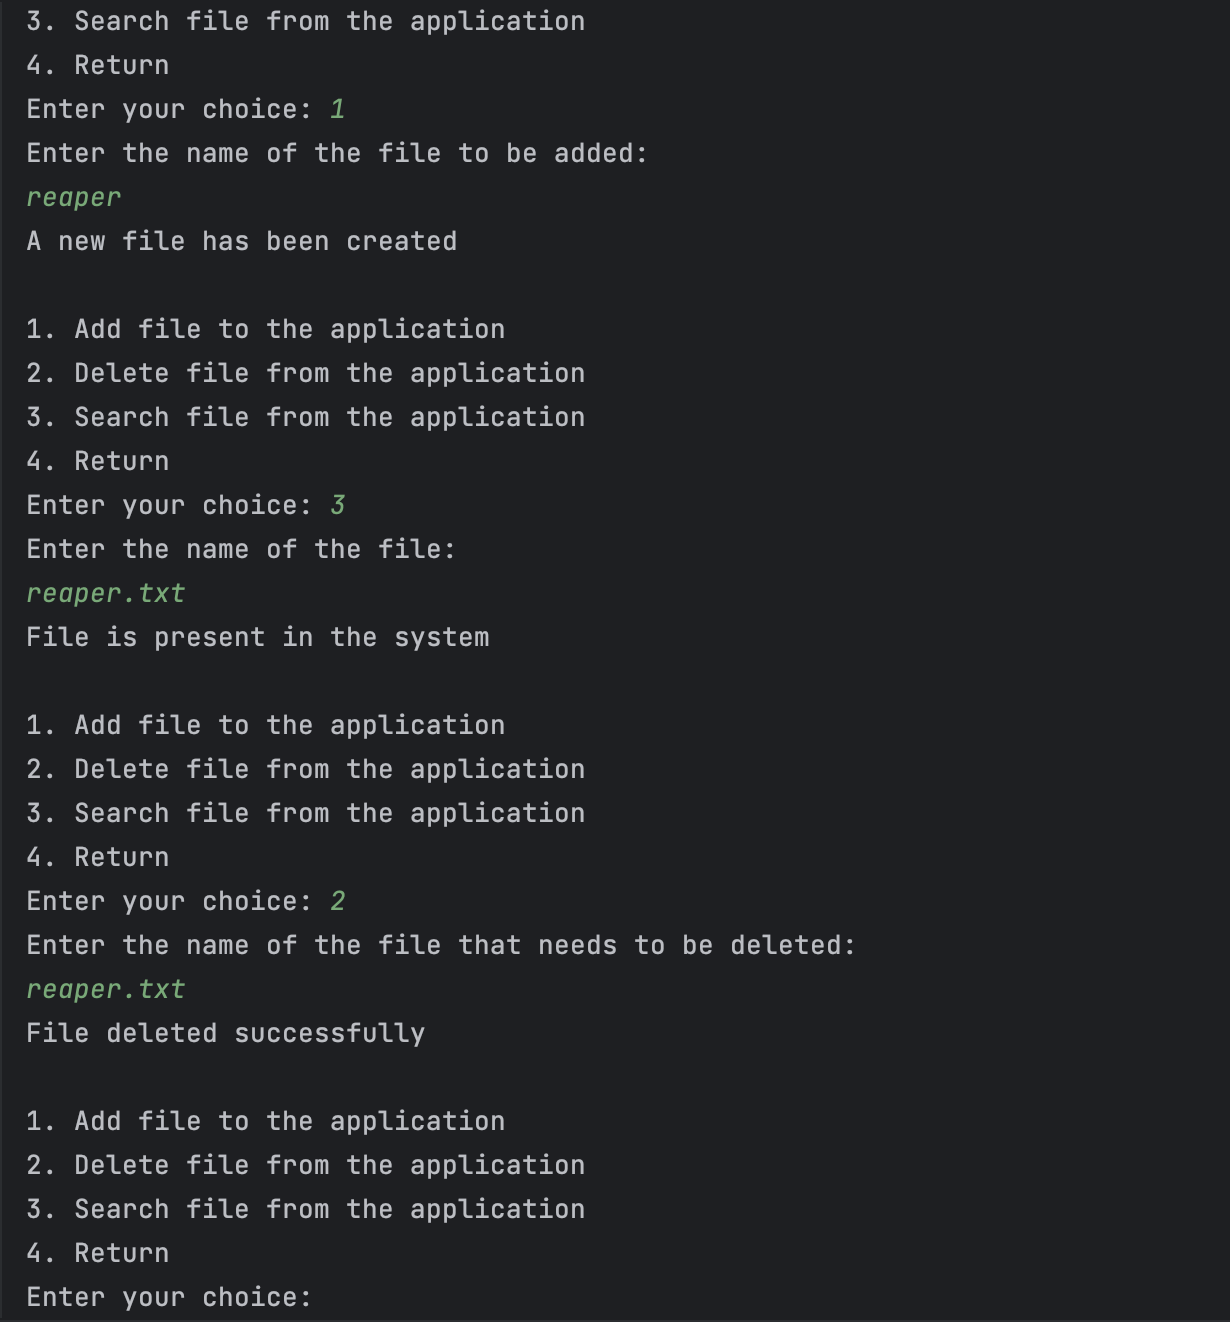 3. Search file from the application
4. Return
Enter your choice: 1
Enter the name of the file to be added:
reaper
A new file has been created

1. Add file to the application
2. Delete file from the application
3. Search file from the application
4. Return
Enter your choice: 3
Enter the name of the file:
reaper.txt
File is present in the system

1. Add file to the application
2. Delete file from the application
3. Search file from the application
4. Return
Enter your choice: 2
Enter the name of the file that needs to be deleted:
reaper.txt
File deleted successfully

1. Add file to the application
2. Delete file from the application
3. Search file from the application
4. Return
Enter your choice: